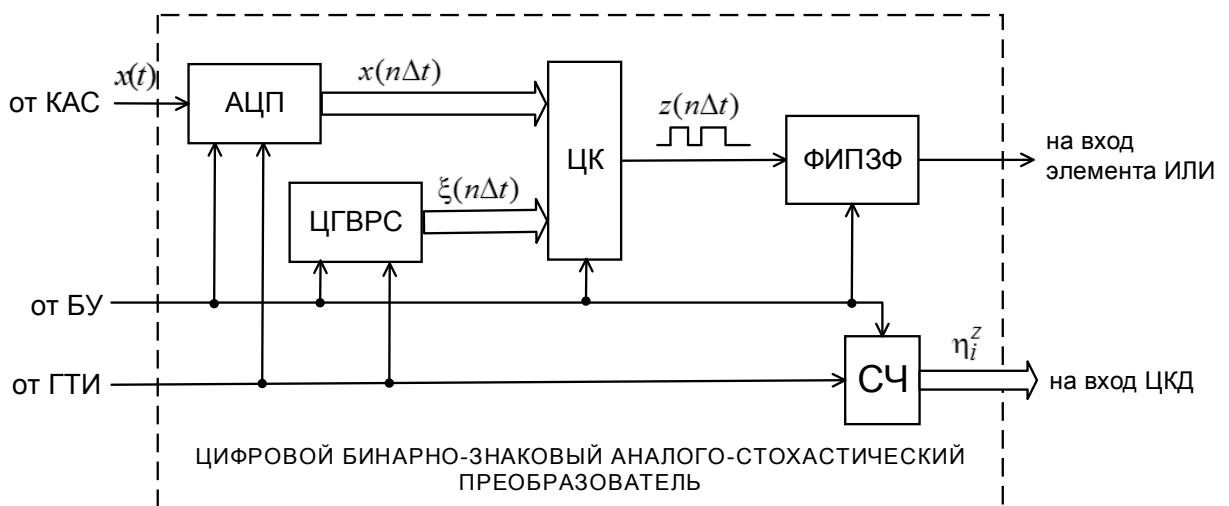 от КАС
x(t)
АЦП
x(nΔt)
ЦК
z(nΔt)
ФИПЗФ
на вход
элемента ИЛИ
ЦГВРС
ξ(nΔt)
от БУ
от ГТИ
СЧ
η_i^z
на вход ЦКД
ЦИФРОВОЙ БИНАРНО-ЗНАКОВЫЙ АНАЛОГО-СТОХАСТИЧЕСКИЙ
ПРЕОБРАЗОВАТЕЛЬ